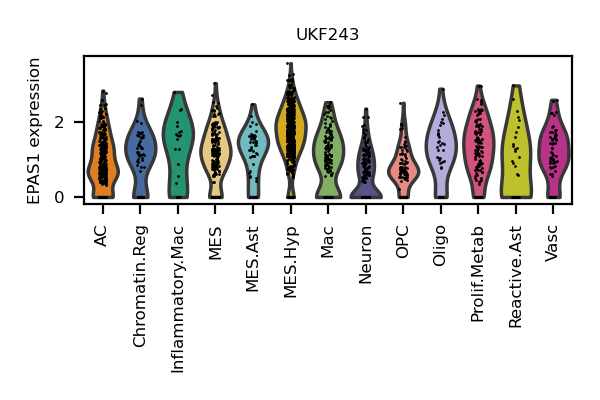 UKF243
EPAS1 expression
2
0
AC
Chromatin.Reg
Inflammatory.Mac
MES
MES.Ast
MES.Hyp
Mac
Neuron
OPC
Oligo
Prolif.Metab
Reactive.Ast
Vasc